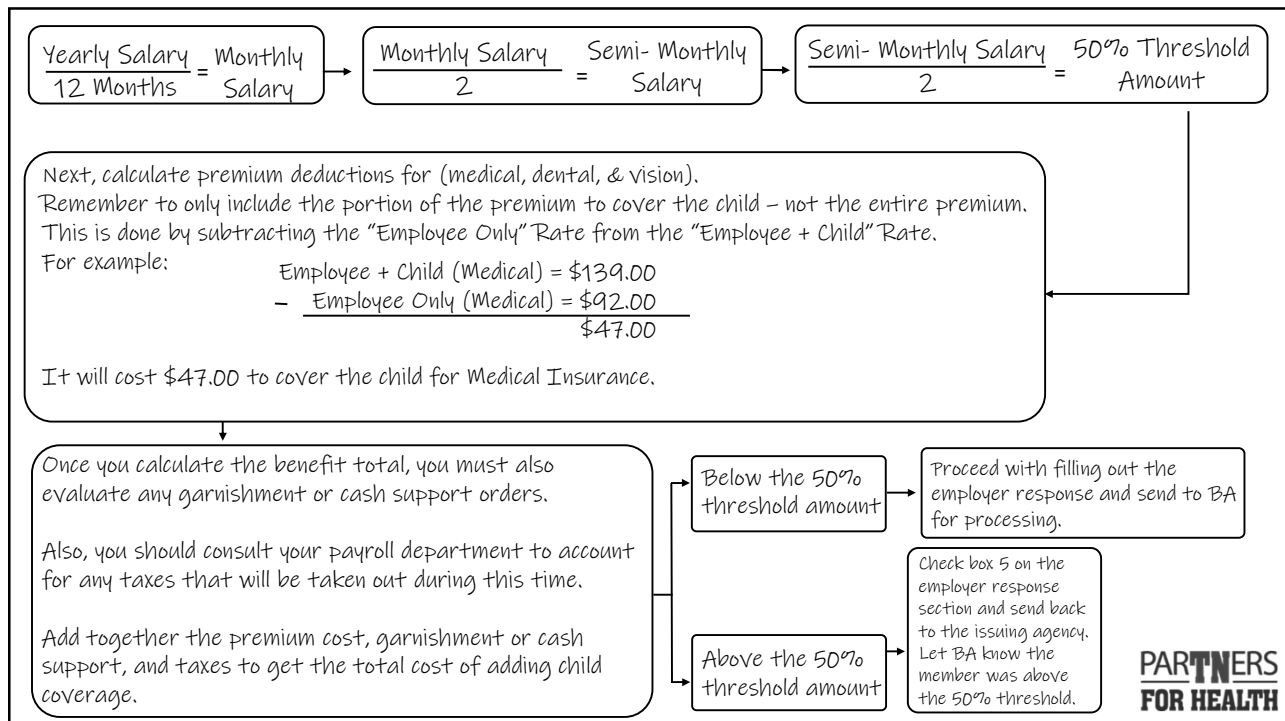 Yearly Salary
12 Months
= Monthly
Salary
Monthly Salary
2
= Semi- Monthly
Salary
Semi- Monthly Salary
2
= 50% Threshold
Amount
Next, calculate premium deductions for (medical, dental, & vision).
Remember to only include the portion of the premium to cover the child – not the entire premium.
This is done by subtracting the “Employee Only” Rate from the “Employee + Child” Rate.
For example:
Employee + Child (Medical) = $139.00
– Employee Only (Medical) = $92.00
$47.00
It will cost $47.00 to cover the child for Medical Insurance.
Once you calculate the benefit total, you must also
evaluate any garnishment or cash support orders.
Also, you should consult your payroll department to account
for any taxes that will be taken out during this time.
Add together the premium cost, garnishment or cash
support, and taxes to get the total cost of adding child
coverage.
Below the 50%
threshold amount
Proceed with filling out the
employer response and send to BA
for processing.
Above the 50%
threshold amount
Check box 5 on the
employer response
section and send back
to the issuing agency.
Let BA know the
member was above
the 50% threshold.
PARTNERS
FOR HEALTH